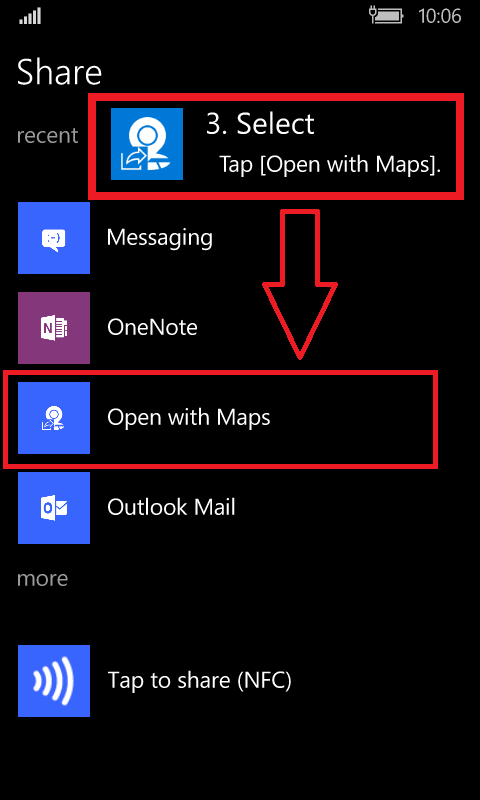 10:06
Share
recent
3. Select
Tap [Open with Maps].
:-)
Messaging
N
OneNote
Open with Maps
O
Outlook Mail
more
Tap to share (NFC)